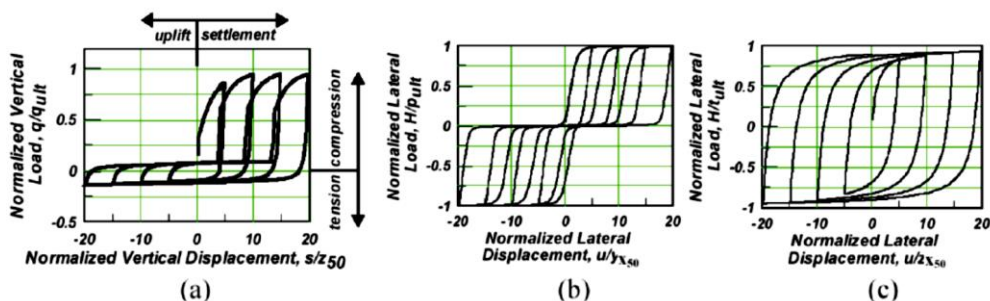 uplift settlement
Normalized Vertical
Load, q/qult
1
0.5
0
-0.5
-20 -10 0 10 20
Normalized Vertical Displacement, s/z50
tension compression
(a)
Normalized Lateral
Load, H/pult
1
0.5
0
-0.5
-1
-20 -10 0 10 20
Normalized Lateral
Displacement, u/yx50
(b)
Normalized Lateral
Load, H/tult
1
0.5
0
-0.5
-1
-20 -10 0 10 20
Normalized Lateral
Displacement, u/zx50
(c)